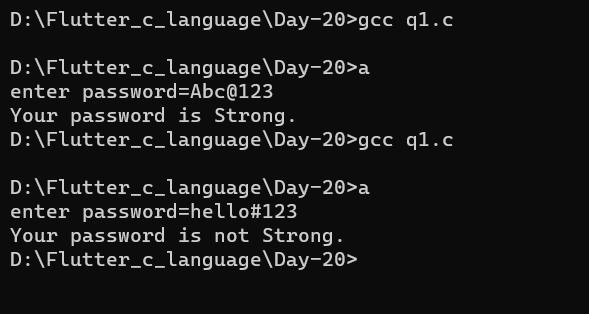 D:\Flutter_c_language\Day-20>gcc q1.c
D:\Flutter_c_language\Day-20>a
enter password=Abc@123
Your password is Strong.
D:\Flutter_c_language\Day-20>gcc q1.c
D:\Flutter_c_language\Day-20>a
enter password=hello#123
Your password is not Strong.
D:\Flutter_c_language\Day-20>